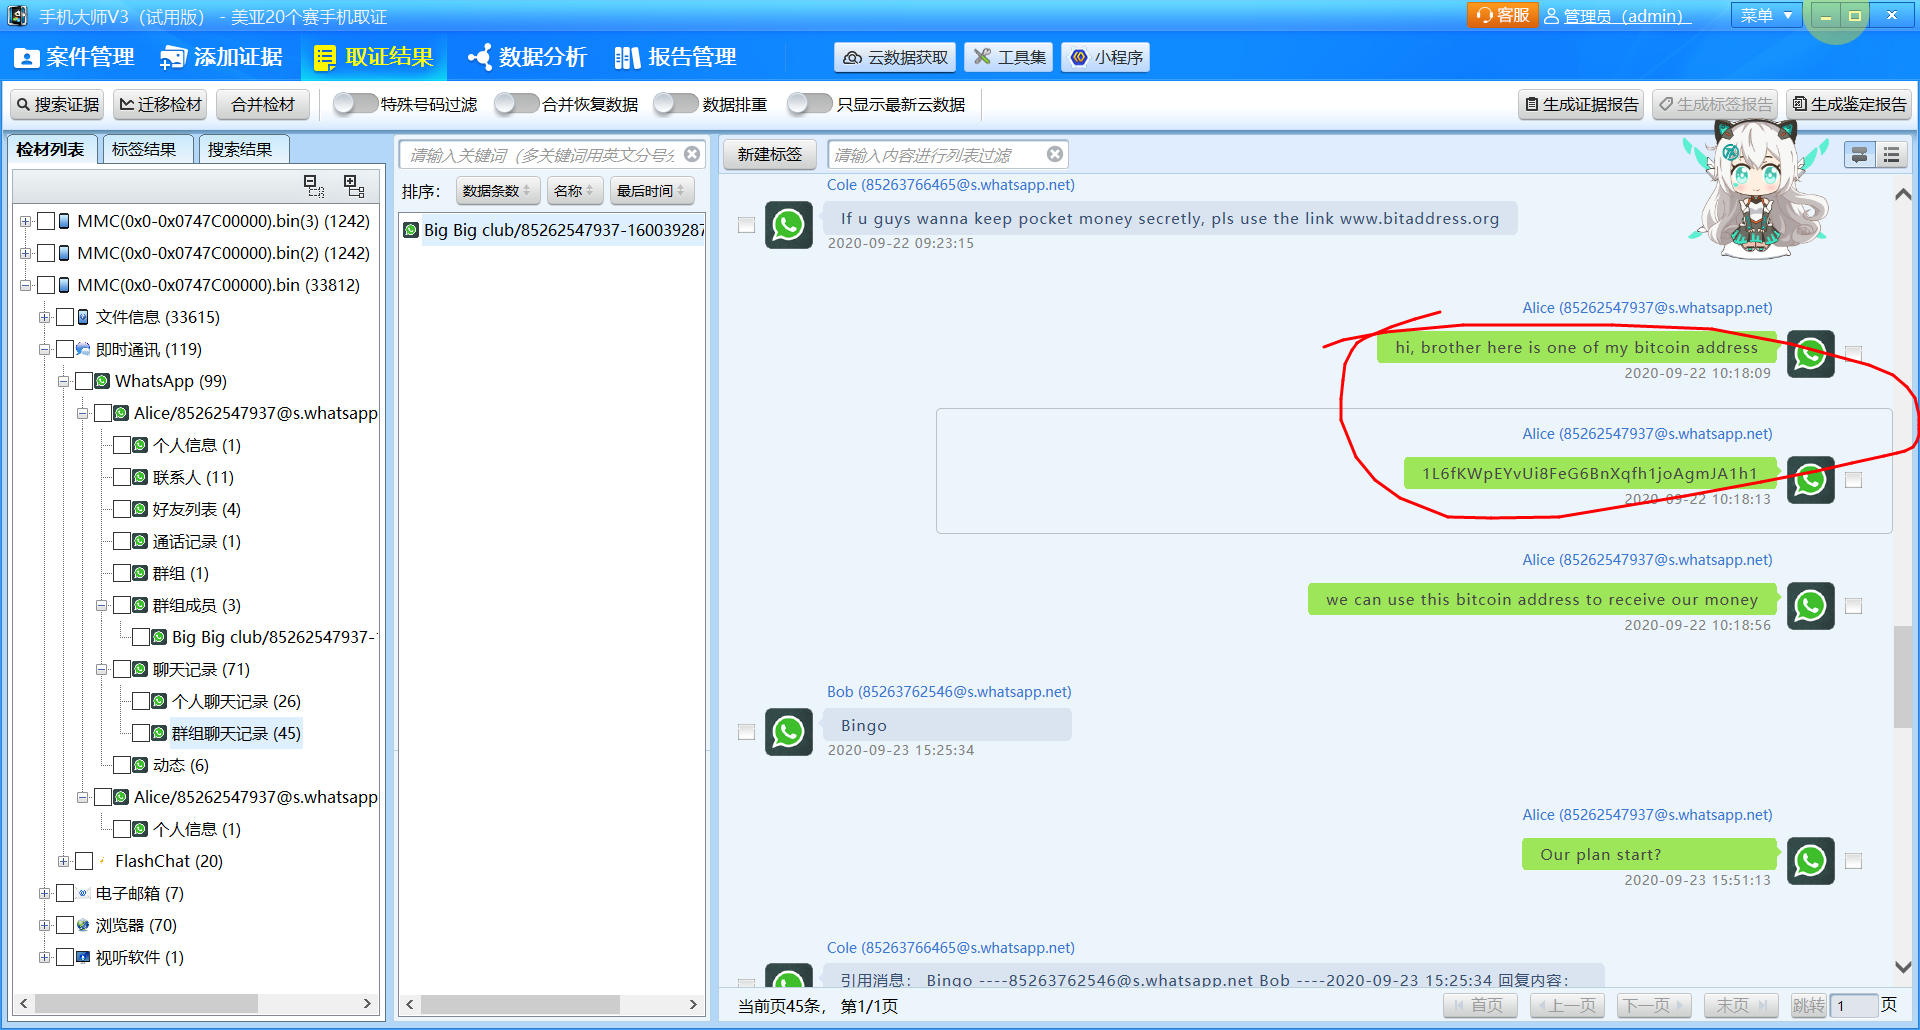 手机大师V3（试用版） - 美亚20个赛手机取证
客服
管理员（admin）
菜单
案件管理
添加证据
取证结果
数据分析
报告管理
云数据获取
工具集
小程序
搜索证据
迁移检材
合并检材
特殊号码过滤
合并恢复数据
数据排重
只显示最新云数据
生成证据报告
生成标签报告
生成鉴定报告
检材列表
标签结果
搜索结果
MMC(0x0-0x0747C00000).bin(3) (1242)
MMC(0x0-0x0747C00000).bin(2) (1242)
MMC(0x0-0x0747C00000).bin (33812)
文件信息 (33615)
即时通讯 (119)
WhatsApp (99)
Alice/85262547937@s.whatsapp
个人信息 (1)
联系人 (11)
好友列表 (4)
通话记录 (1)
群组 (1)
群组成员 (3)
Big Big club/85262547937-
聊天记录 (71)
个人聊天记录 (26)
群组聊天记录 (45)
动态 (6)
Alice/85262547937@s.whatsapp
个人信息 (1)
FlashChat (20)
电子邮箱 (7)
浏览器 (70)
视听软件 (1)
请输入关键词（多关键词用英文分号
排序：
数据条数
名称
最后时间
Big Big club/85262547937-160039287
新建标签
请输入内容进行列表过滤
Cole (85263766465@s.whatsapp.net)
If u guys wanna keep pocket money secretly, pls use the link www.bitaddress.org
2020-09-22 09:23:15
Alice (85262547937@s.whatsapp.net)
hi, brother here is one of my bitcoin address
2020-09-22 10:18:09
Alice (85262547937@s.whatsapp.net)
1L6fKWpEYvUi8FeG6BnXqfh1joAgmJA1h1
2020-09-22 10:18:13
Alice (85262547937@s.whatsapp.net)
we can use this bitcoin address to receive our money
2020-09-22 10:18:56
Bob (85263762546@s.whatsapp.net)
Bingo
2020-09-23 15:25:34
Alice (85262547937@s.whatsapp.net)
Our plan start?
2020-09-23 15:51:13
Cole (85263766465@s.whatsapp.net)
引用消息： Bingo ----85263762546@s.whatsapp.net Bob ----2020-09-23 15:25:34 回复内容：
当前页45条， 第1/1页
首页
上一页
下一页
末页
跳转
1
页